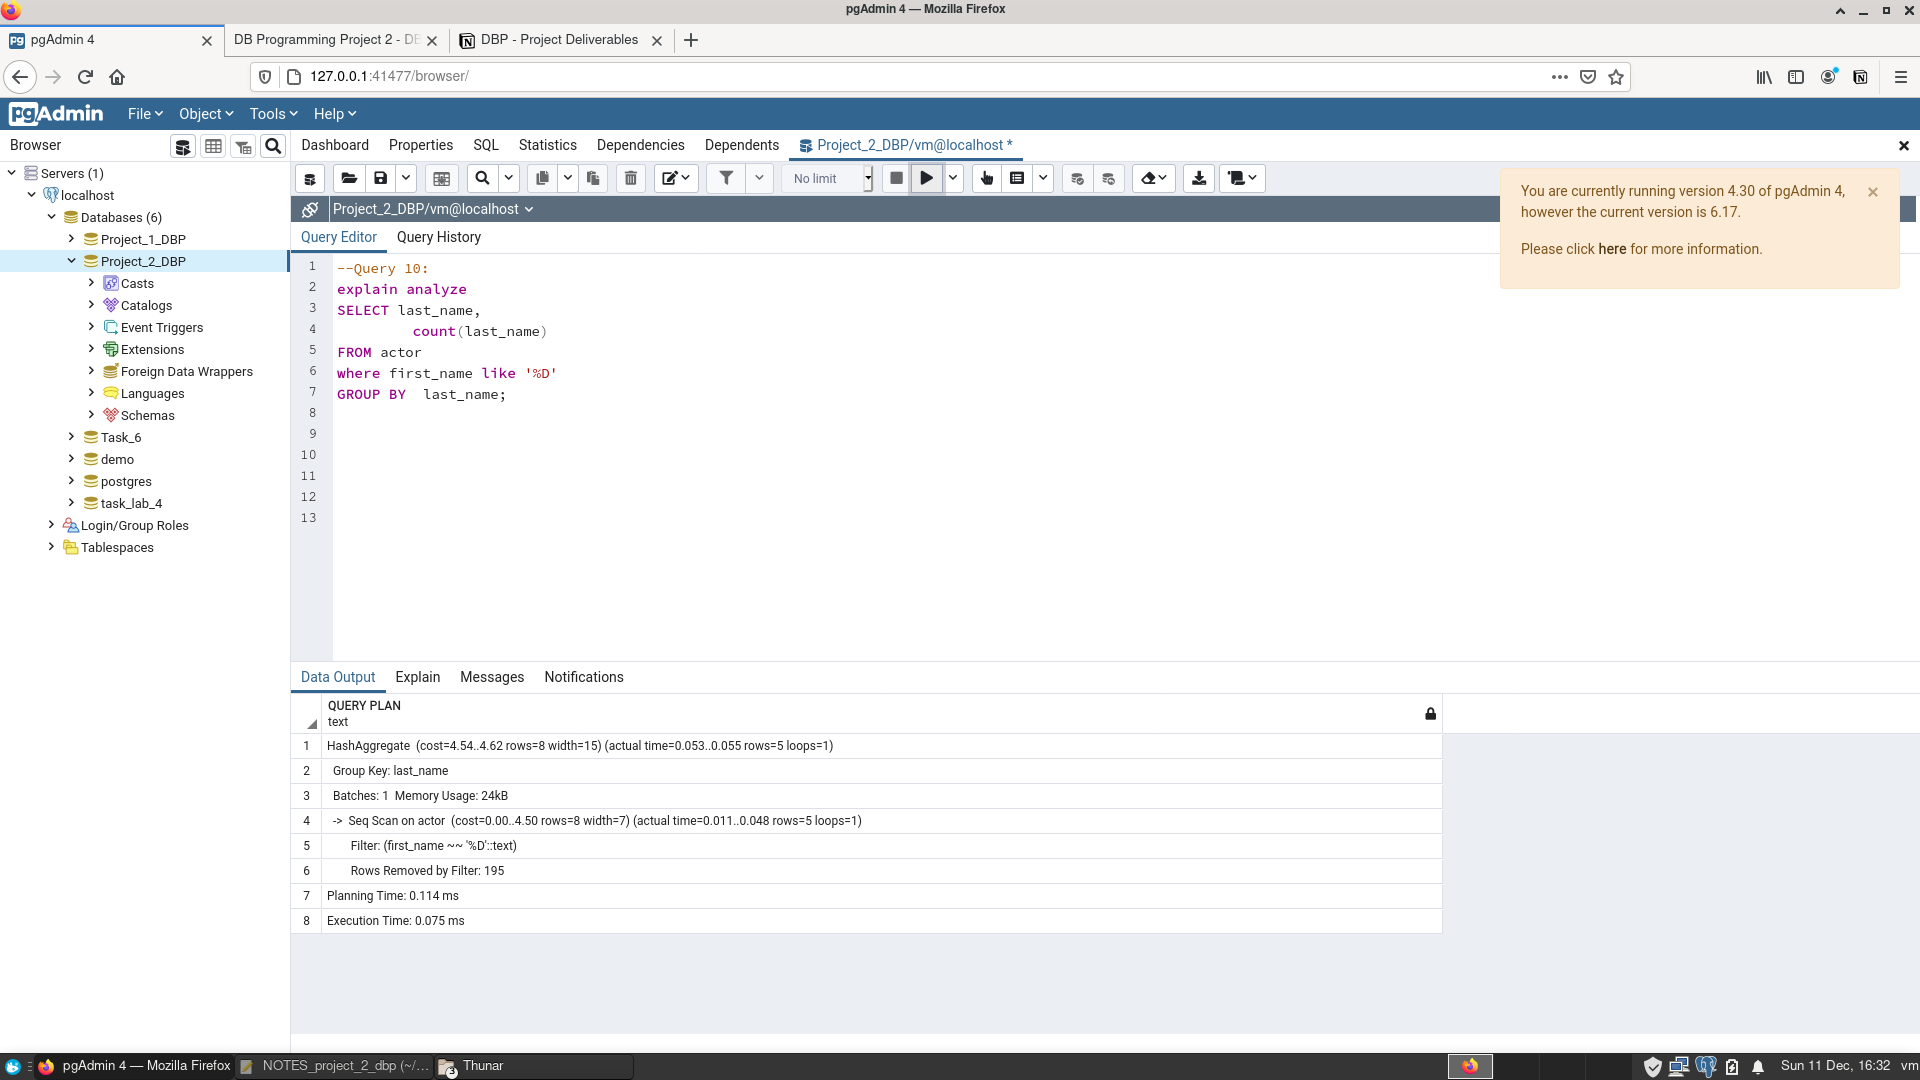 pgAdmin 4 — Mozilla Firefox
pgAdmin 4
DB Programming Project 2 - DB
DBP - Project Deliverables
127.0.0.1:41477/browser/
pgAdmin
File
Object
Tools
Help
Browser
Dashboard
Properties
SQL
Statistics
Dependencies
Dependents
Project_2_DBP/vm@localhost *
Servers (1)
localhost
Databases (6)
Project_1_DBP
Project_2_DBP
Casts
Catalogs
Event Triggers
Extensions
Foreign Data Wrappers
Languages
Schemas
Task_6
demo
postgres
task_lab_4
Login/Group Roles
Tablespaces
No limit
Project_2_DBP/vm@localhost
You are currently running version 4.30 of pgAdmin 4,
however the current version is 6.17.
Please click here for more information.
Query Editor
Query History
1 --Query 10:
2 explain analyze
3 SELECT last_name,
4 count(last_name)
5 FROM actor
6 where first_name like '%D'
7 GROUP BY  last_name;
8
9
10
11
12
13
Data Output
Explain
Messages
Notifications
QUERY PLAN
text
1 HashAggregate  (cost=4.54..4.62 rows=8 width=15) (actual time=0.053..0.055 rows=5 loops=1)
2 Group Key: last_name
3 Batches: 1  Memory Usage: 24kB
4 ->  Seq Scan on actor  (cost=0.00..4.50 rows=8 width=7) (actual time=0.011..0.048 rows=5 loops=1)
5 Filter: (first_name ~~ '%D'::text)
6 Rows Removed by Filter: 195
7 Planning Time: 0.114 ms
8 Execution Time: 0.075 ms
pgAdmin 4 — Mozilla Firefox
NOTES_project_2_dbp (~/…
3
Thunar
Sun 11 Dec, 16:32
vm